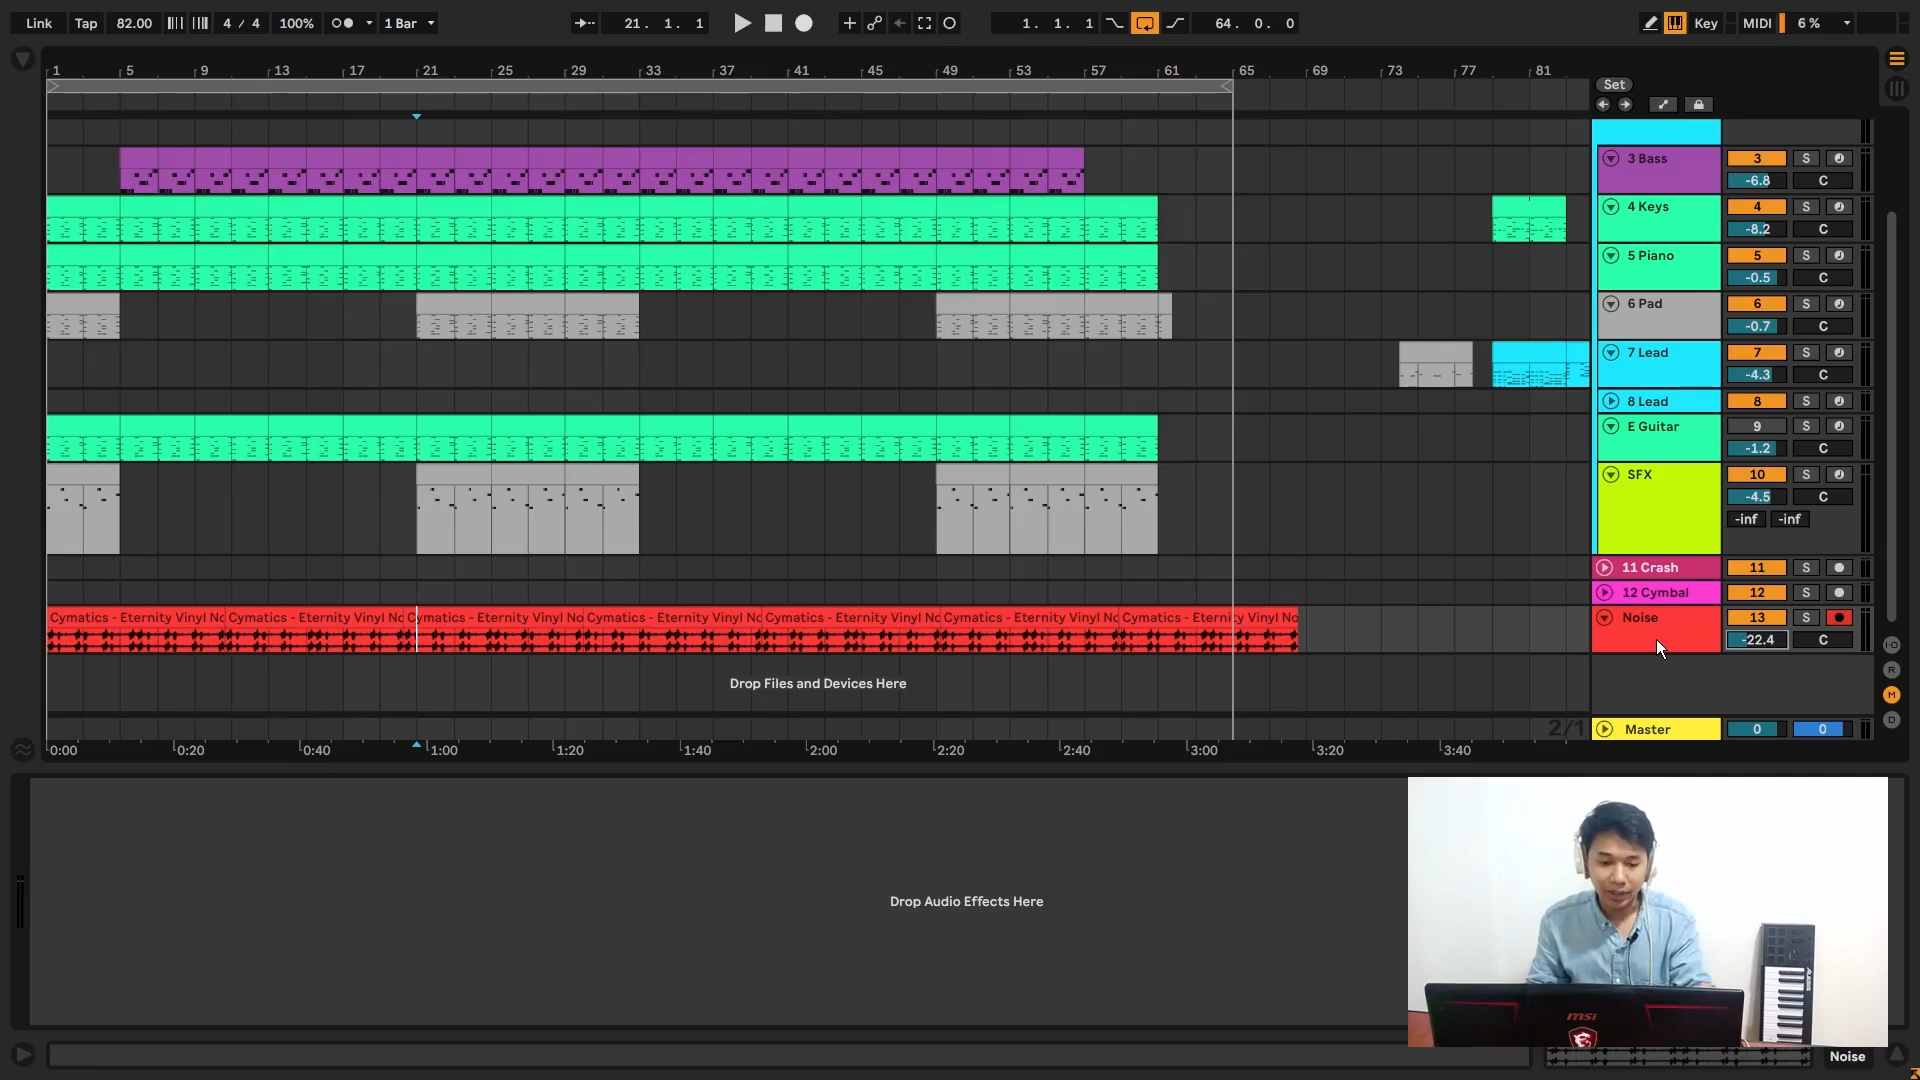 Link Tap 82.00 4 / 4 100% 1 Bar 21. 1. 1 1. 1. 1 64. 0. 0 Key MIDI 6 %
1 5 9 13 17 21 25 29 33 37 41 45 49 53 57 61 65 69 73 77 81
Set
3 Bass 3 S
-6.8 C
4 Keys 4 S
-8.2 C
5 Piano 5 S
-0.5 C
6 Pad 6 S
-0.7 C
7 Lead 7 S
-4.3 C
8 Lead 8 S
E Guitar 9 S
-1.2 C
SFX 10 S
-4.5 C
-inf -inf
11 Crash 11 S
12 Cymbal 12 S
Cymatics - Eternity Vinyl No Cymatics - Eternity Vinyl No Cymatics - Eternity Vinyl No Cymatics - Eternity Vinyl No Cymatics - Eternity Vinyl No Cymatics - Eternity Vinyl No Cymatics - Eternity Vinyl No Noise 13 S
-22.4 C
I·O
R
M
D
Drop Files and Devices Here
2/1 Master 0 0
0:00 0:20 0:40 1:00 1:20 1:40 2:00 2:20 2:40 3:00 3:20 3:40
Drop Audio Effects Here
ALESIS
msi
Noise